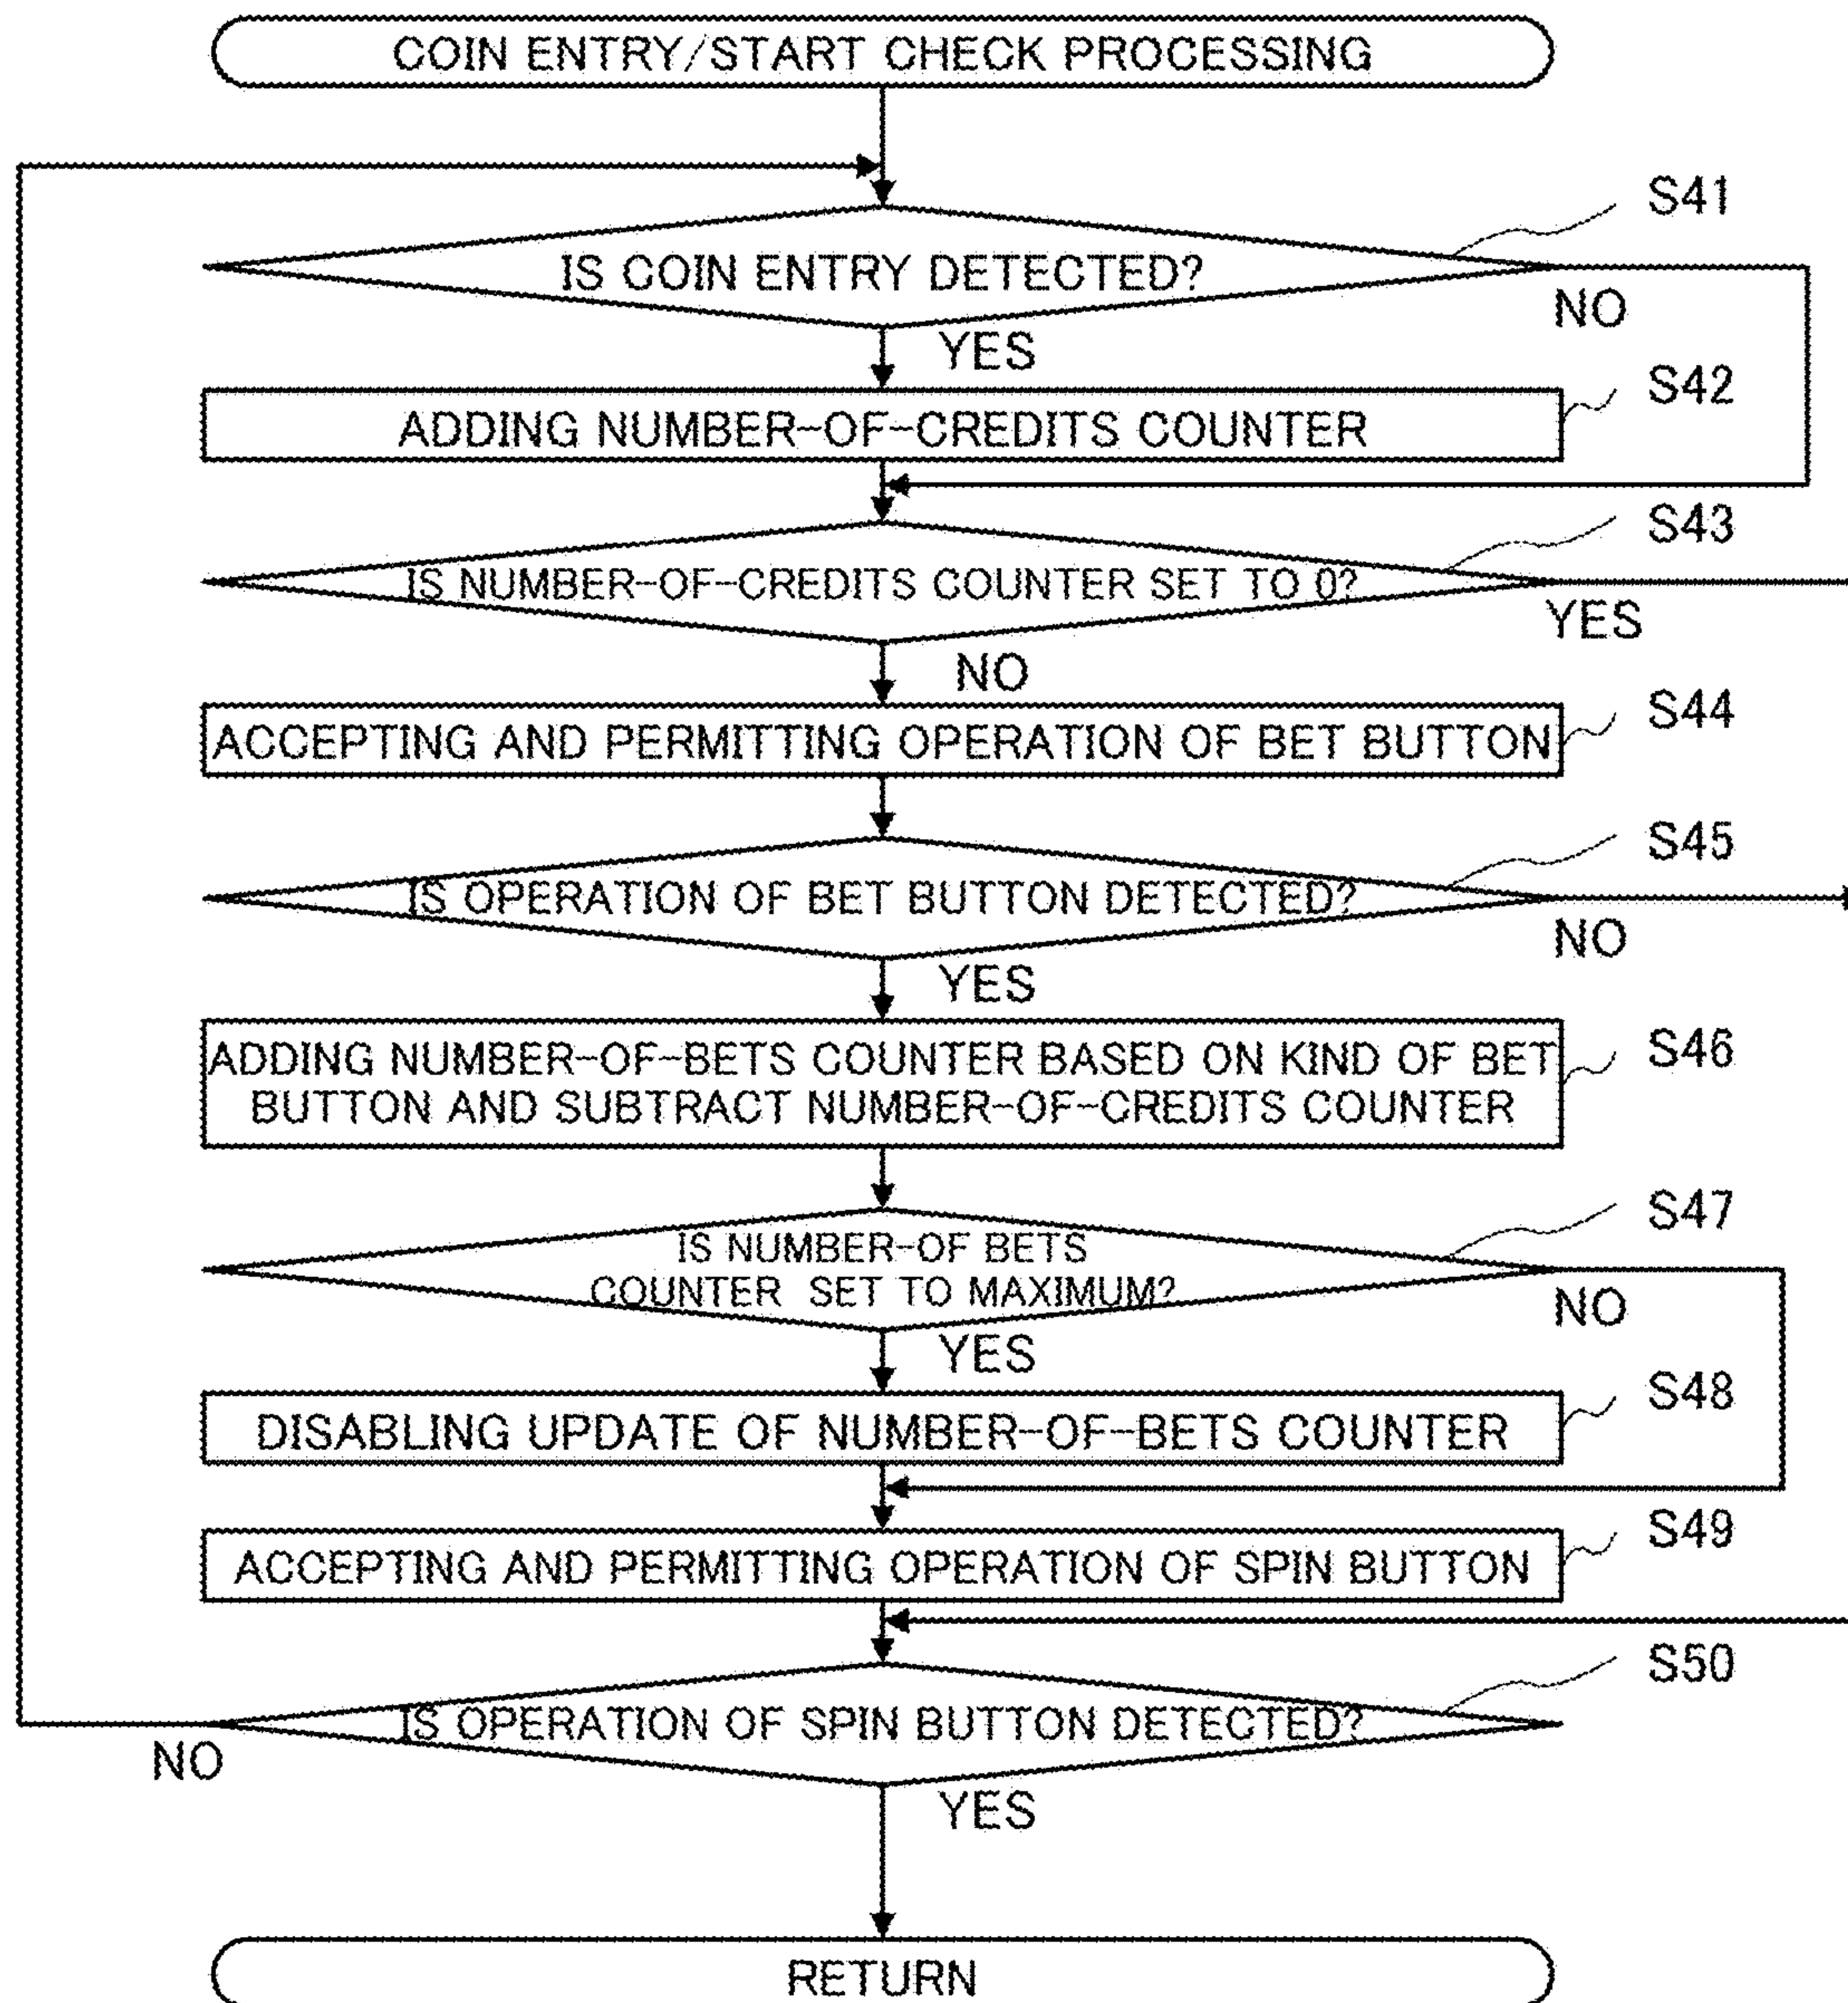 COIN ENTRY/START CHECK PROCESSING
S41
IS COIN ENTRY DETECTED?
NO
YES
S42
ADDING NUMBER-OF-CREDITS COUNTER
S43
IS NUMBER-OF-CREDITS COUNTER SET TO 0?
YES
NO
S44
ACCEPTING AND PERMITTING OPERATION OF BET BUTTON
S45
IS OPERATION OF BET BUTTON DETECTED?
NO
YES
S46
ADDING NUMBER-OF-BETS COUNTER BASED ON KIND OF BET
BUTTON AND SUBTRACT NUMBER-OF-CREDITS COUNTER
S47
IS NUMBER-OF BETS
COUNTER SET TO MAXIMUM?
NO
YES
S48
DISABLING UPDATE OF NUMBER-OF-BETS COUNTER
S49
ACCEPTING AND PERMITTING OPERATION OF SPIN BUTTON
S50
IS OPERATION OF SPIN BUTTON DETECTED?
NO
YES
RETURN